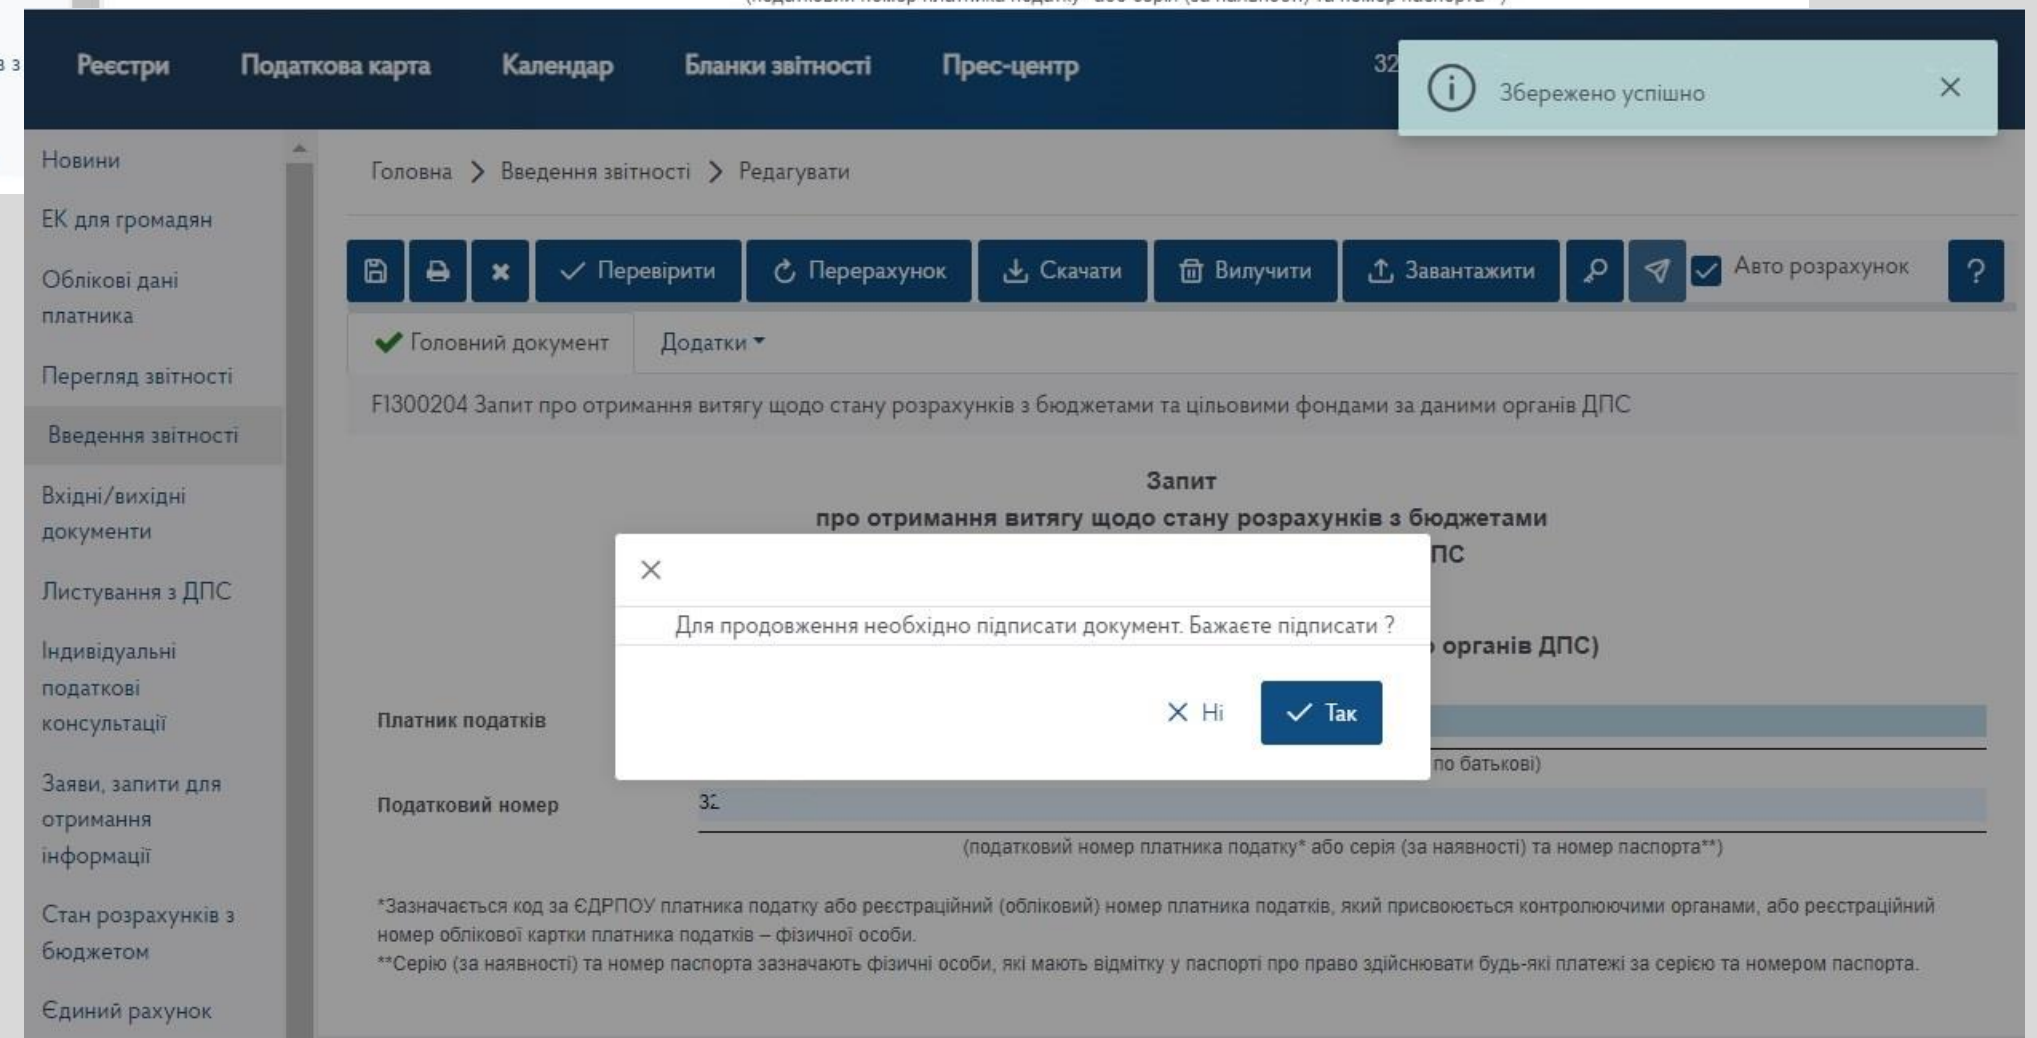 в з
Реєстри Податкова карта Календар Бланки звітності Прес-центр 32
Збережено успішно
Новини
ЕК для громадян
Облікові дані
платника
Перегляд звітності
Введення звітності
Вхідні/вихідні
документи
Листування з ДПС
Індивідуальні
податкові
консультації
Заяви, запити для
отримання
інформації
Стан розрахунків з
бюджетом
Єдиний рахунок
Головна > Введення звітності > Редагувати
Перевірити Перерахунок Скачати Вилучити Завантажити Авто розрахунок ?
Головний документ Додатки
F1300204 Запит про отримання витягу щодо стану розрахунків з бюджетами та цільовими фондами за даними органів ДПС
Запит
про отримання витягу щодо стану розрахунків з бюджетами
ПС
органів ДПС)
Для продовження необхідно підписати документ. Бажаєте підписати ?
Ні Так
Платник податків
по батькові)
Податковий номер 32
(податковий номер платника податку* або серія (за наявності) та номер паспорта**)
*Зазначається код за ЄДРПОУ платника податку або реєстраційний (обліковий) номер платника податків, який присвоюється контролюючими органами, або реєстраційний
номер облікової картки платника податків – фізичної особи.
**Серію (за наявності) та номер паспорта зазначають фізичні особи, які мають відмітку у паспорті про право здійснювати будь-які платежі за серією та номером паспорта.